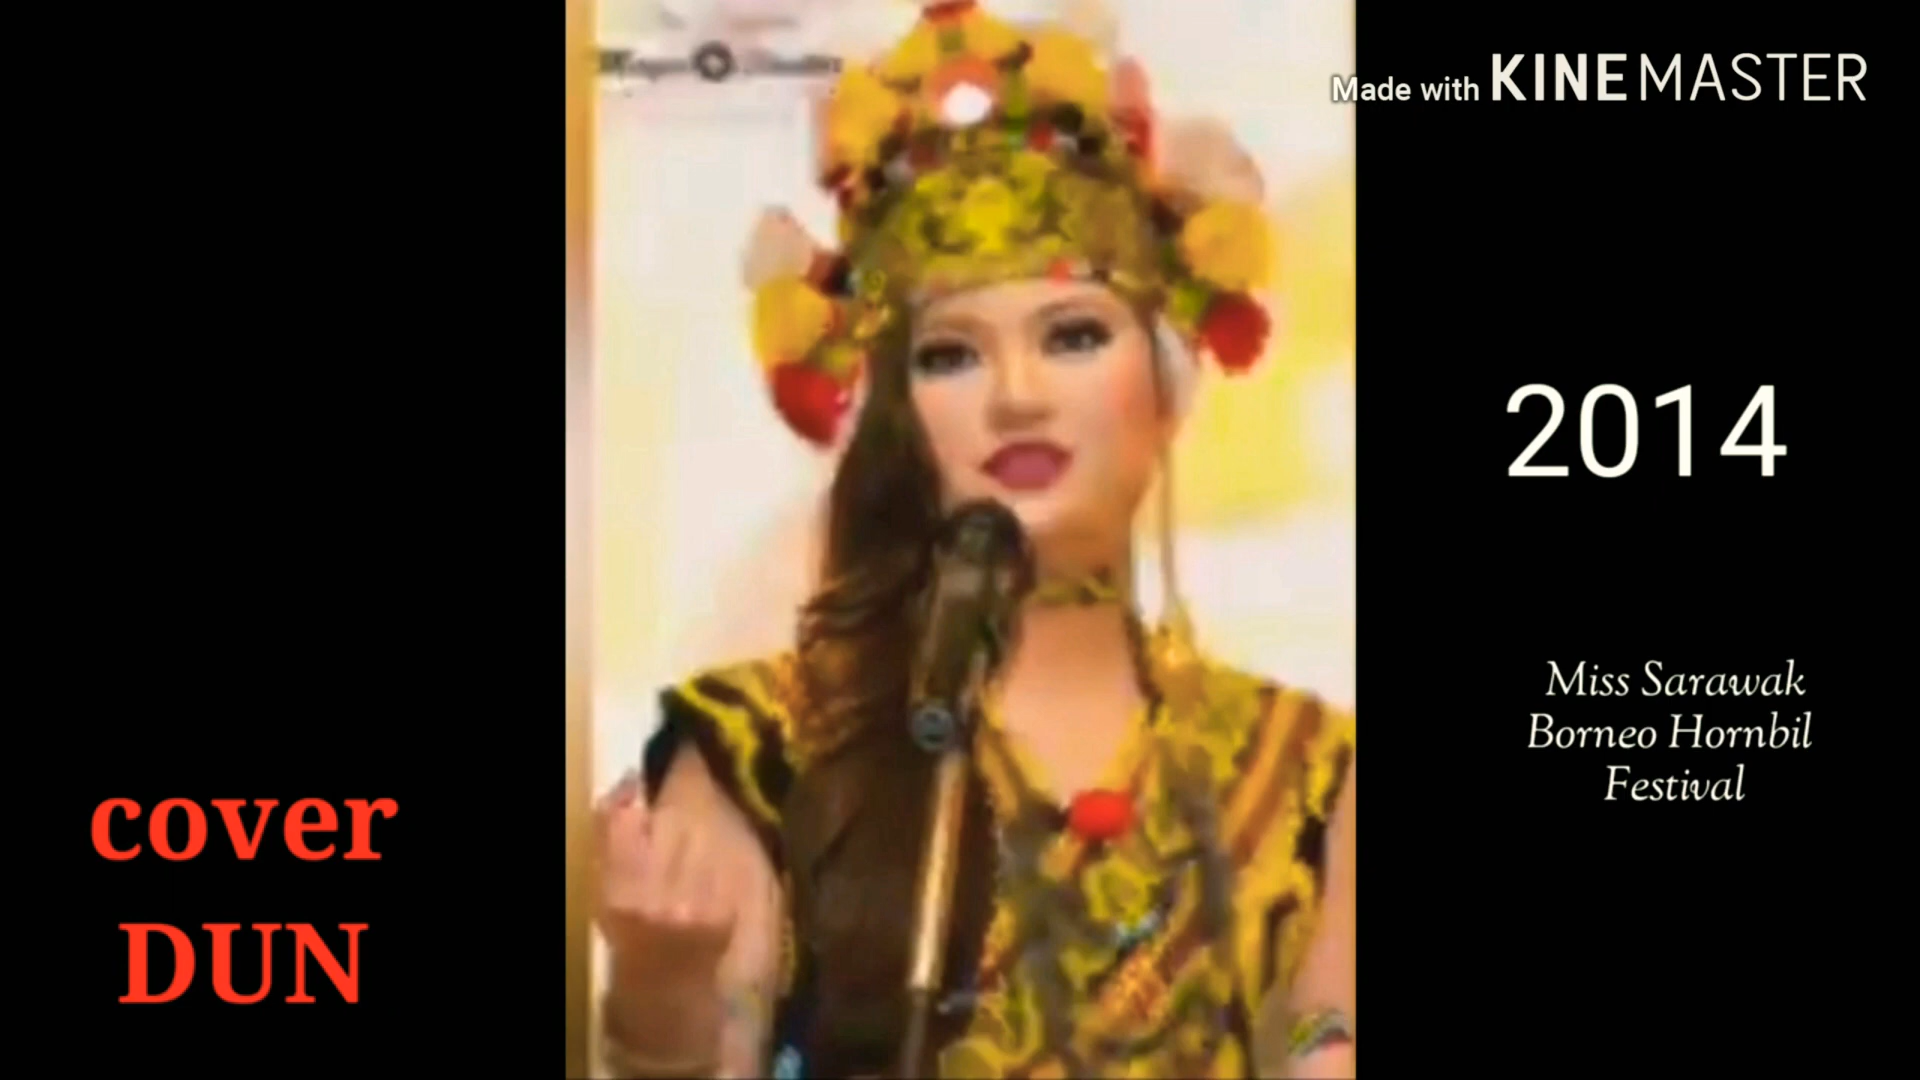 Made with KINEMASTER
2014
Miss Sarawak
Borneo Hornbil
Festival
cover
DUN